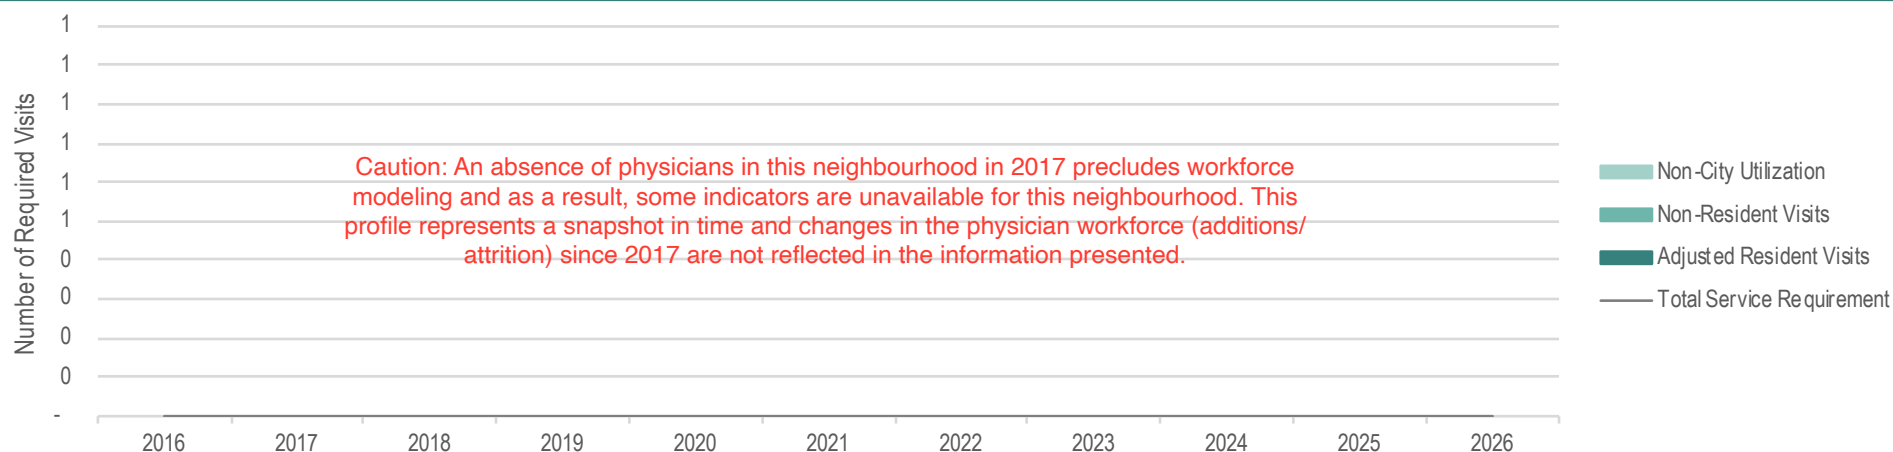 Number of Required Visits
1
1
1
1
1
1
0
0
0
0
-
Caution: An absence of physicians in this neighbourhood in 2017 precludes workforce
modeling and as a result, some indicators are unavailable for this neighbourhood. This
profile represents a snapshot in time and changes in the physician workforce (additions/
attrition) since 2017 are not reflected in the information presented.
2016 2017 2018 2019 2020 2021 2022 2023 2024 2025 2026
Non-City Utilization
Non-Resident Visits
Adjusted Resident Visits
Total Service Requirement